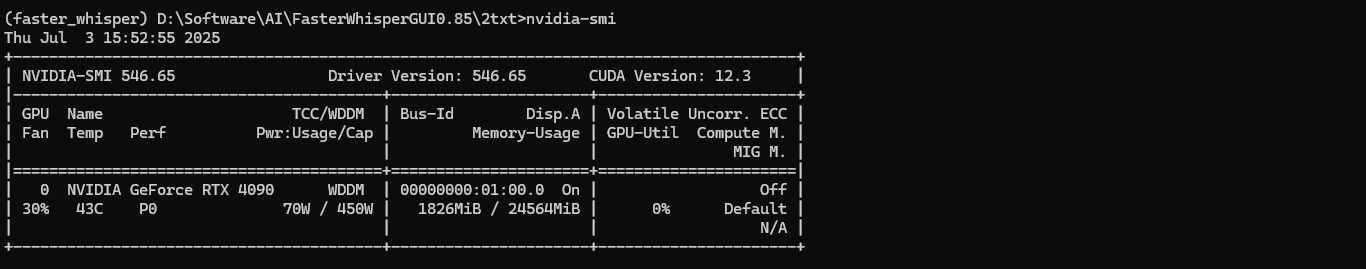 (faster_whisper) D:\Software\AI\FasterWhisperGUI0.85\2txt>nvidia-smi
Thu Jul  3 15:52:55 2025
+---------------------------------------------------------------------------------------+
| NVIDIA-SMI 546.65                 Driver Version: 546.65       CUDA Version: 12.3     |
|-----------------------------------------+----------------------+----------------------+
| GPU  Name                     TCC/WDDM  | Bus-Id        Disp.A | Volatile Uncorr. ECC |
| Fan  Temp   Perf          Pwr:Usage/Cap |         Memory-Usage | GPU-Util  Compute M. |
|                                         |                      |               MIG M. |
|=========================================+======================+======================|
|   0  NVIDIA GeForce RTX 4090      WDDM  | 00000000:01:00.0  On |                  Off |
| 30%   43C    P0              70W / 450W |   1826MiB / 24564MiB |      0%      Default |
|                                         |                      |                  N/A |
+-----------------------------------------+----------------------+----------------------+